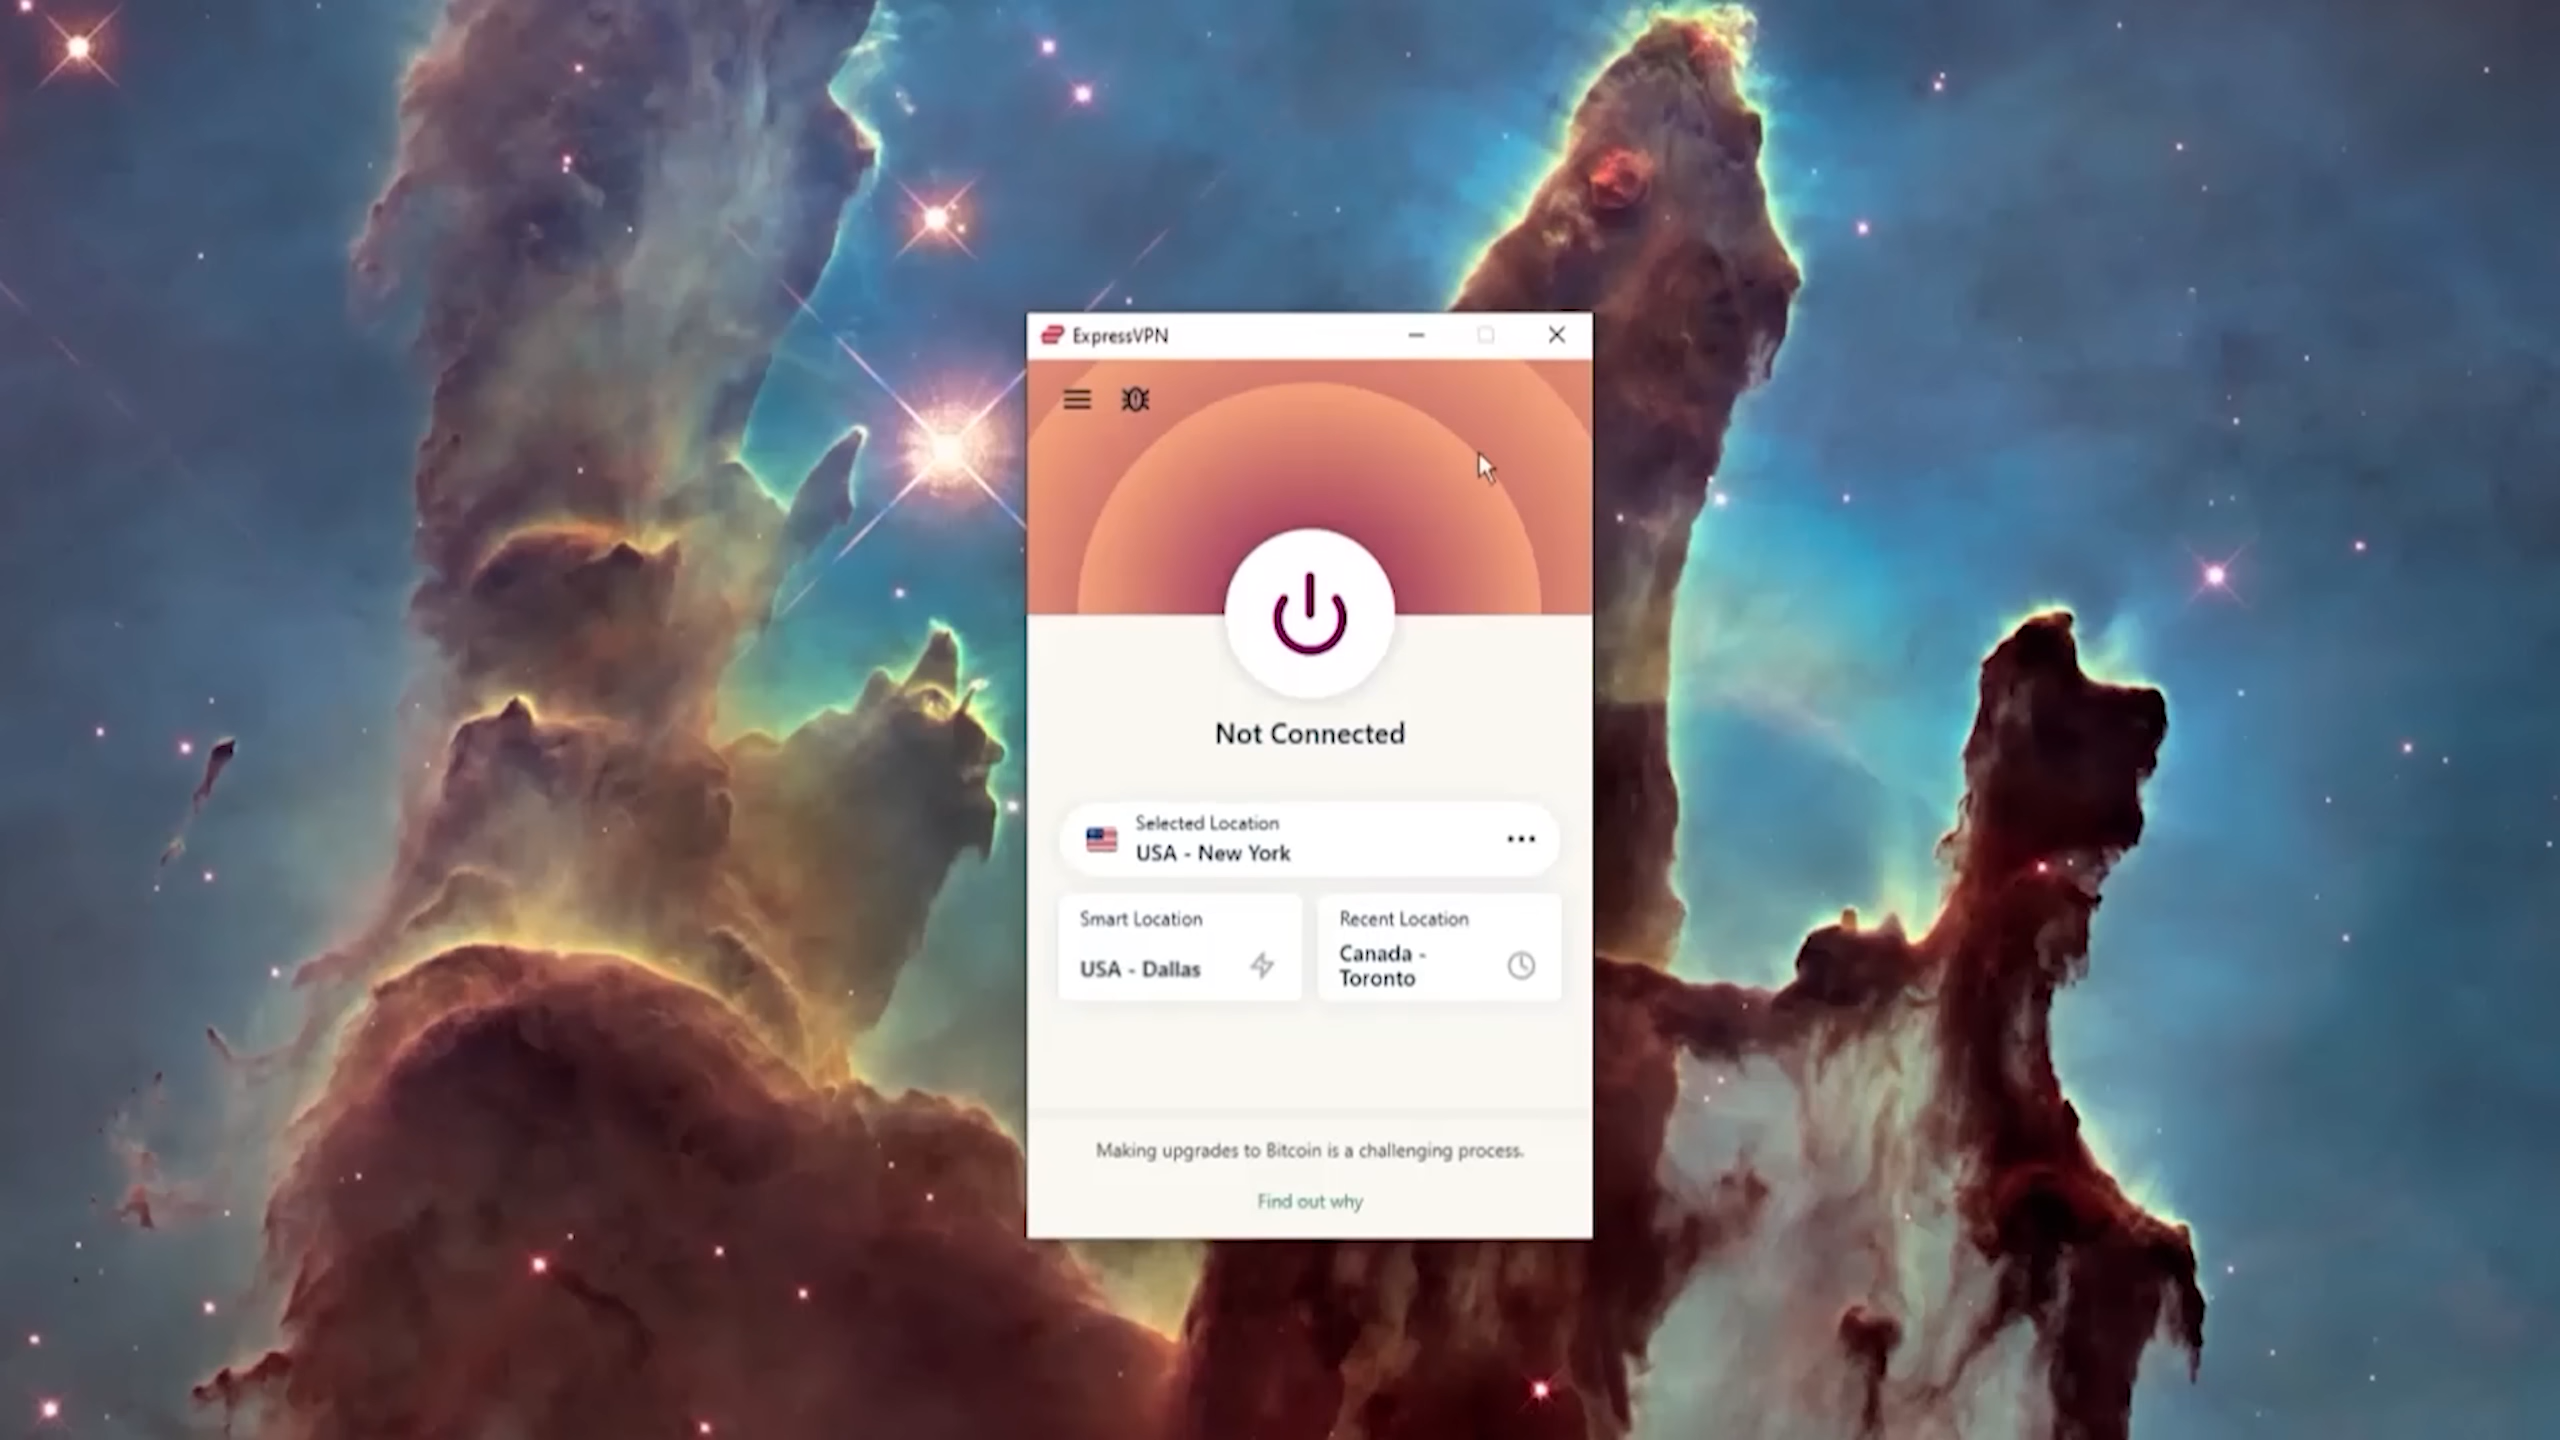 ExpressVPN
Not Connected
Selected Location
USA - New York
Smart Location
USA - Dallas
Recent Location
Canada -
Toronto
Making upgrades to Bitcoin is a challenging process.
Find out why